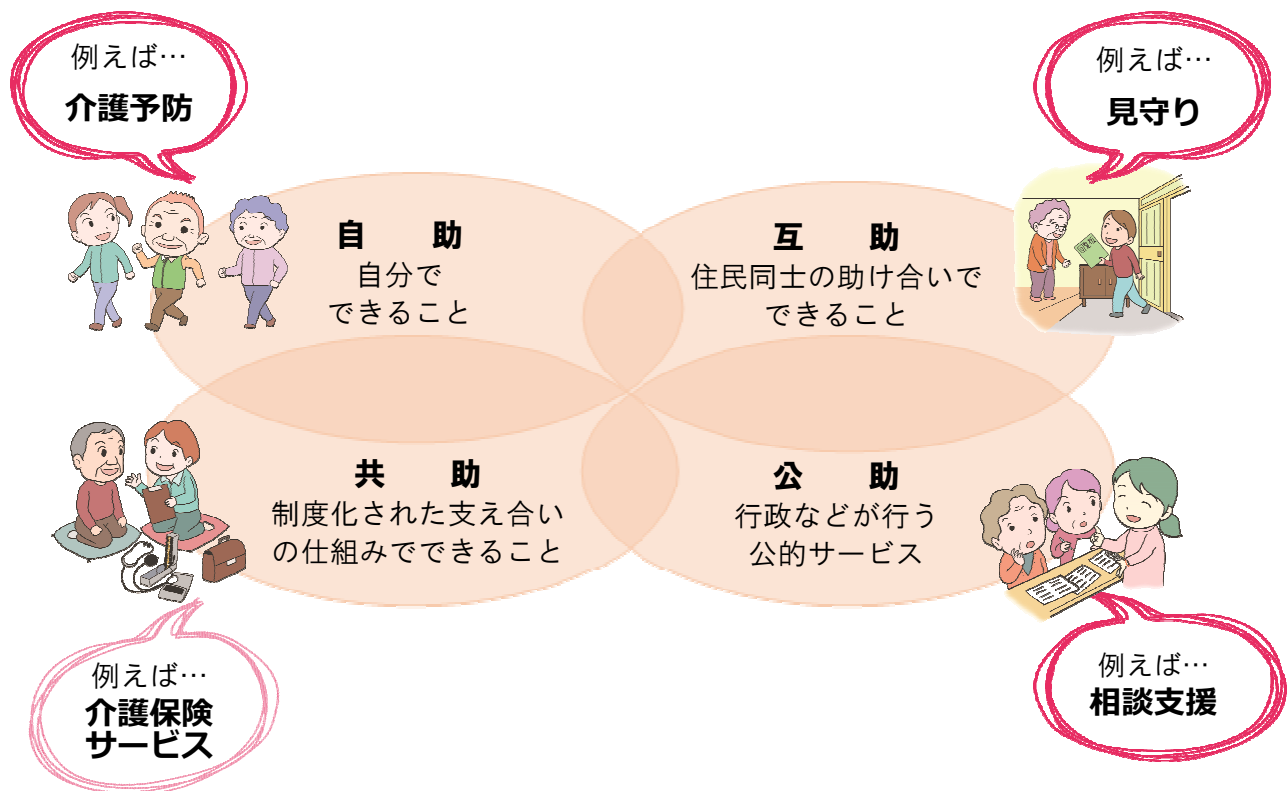 例えば…
介護予防
例えば…
見守り
自　助
自分で
できること
互　助
住民同士の助け合いで
できること
共　助
制度化された支え合い
の仕組みでできること
公　助
行政などが行う
公的サービス
例えば…
介護保険
サービス
例えば…
相談支援